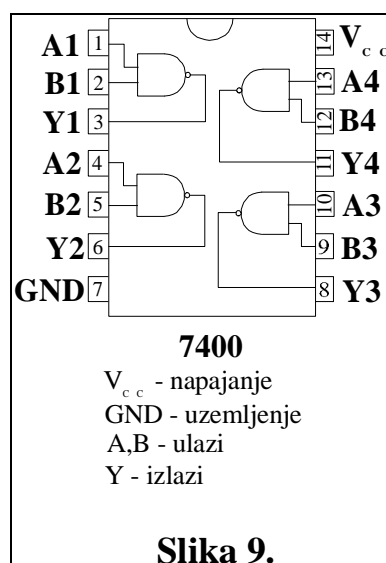 A1 1 14 Vcc
B1 2 13 A4
Y1 3 12 B4
A2 4 11 Y4
B2 5 10 A3
Y2 6 9 B3
GND 7 8 Y3
7400
Vcc - napajanje
GND - uzemljenje
A,B - ulazi
Y - izlazi
Slika 9.